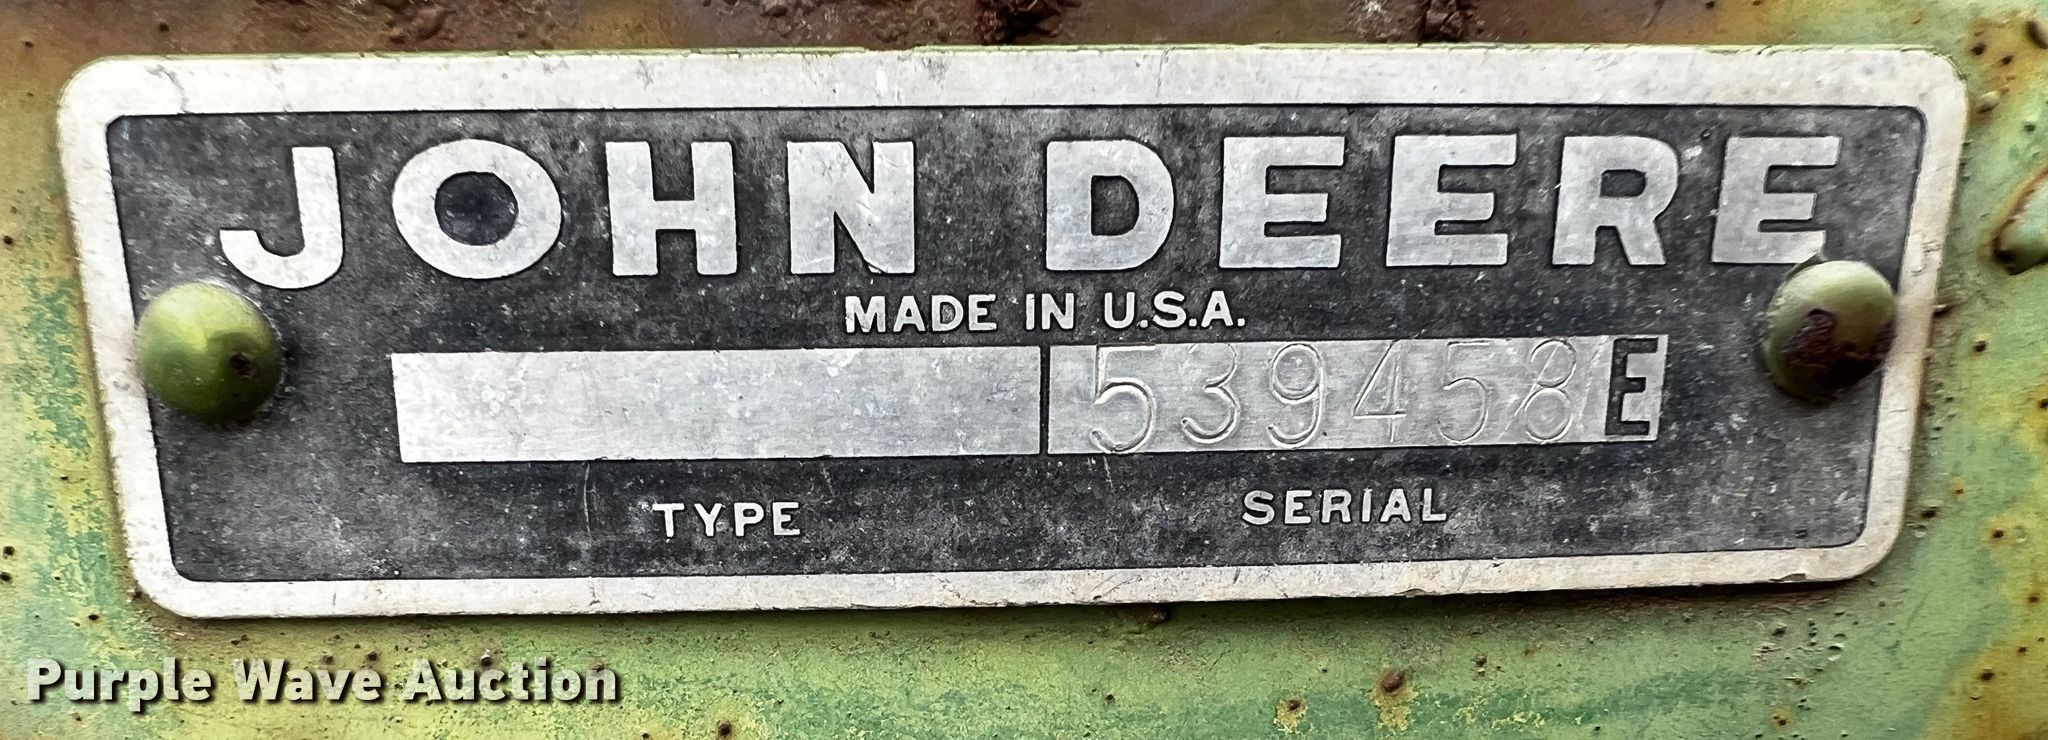 JOHN DEERE
MADE IN U.S.A.
539458E
TYPE SERIAL
Purple Wave Auction